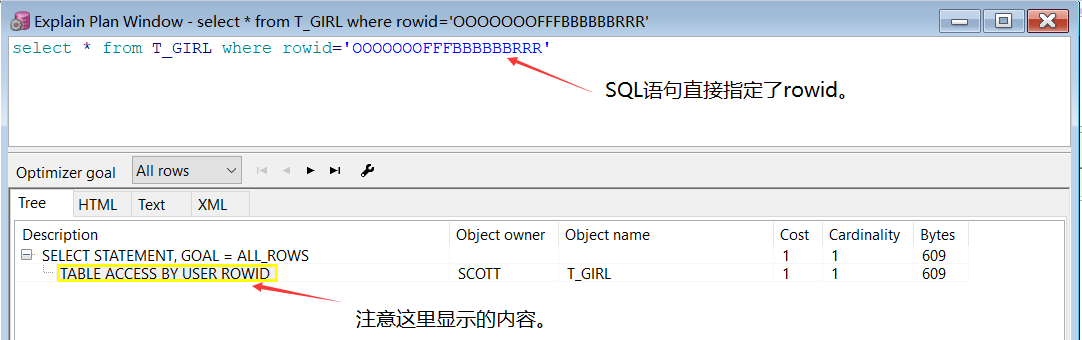 Explain Plan Window - select * from T_GIRL where rowid='OOOOOOOFFFBBBBBBRRR'
select * from T_GIRL where rowid='OOOOOOOFFFBBBBBBRRR'
SQL语句直接指定了rowid。
Optimizer goal All rows
Tree HTML Text XML
Description Object owner Object name Cost Cardinality Bytes
SELECT STATEMENT, GOAL = ALL_ROWS 1 1 609
TABLE ACCESS BY USER ROWID SCOTT T_GIRL 1 1 609
注意这里显示的内容。